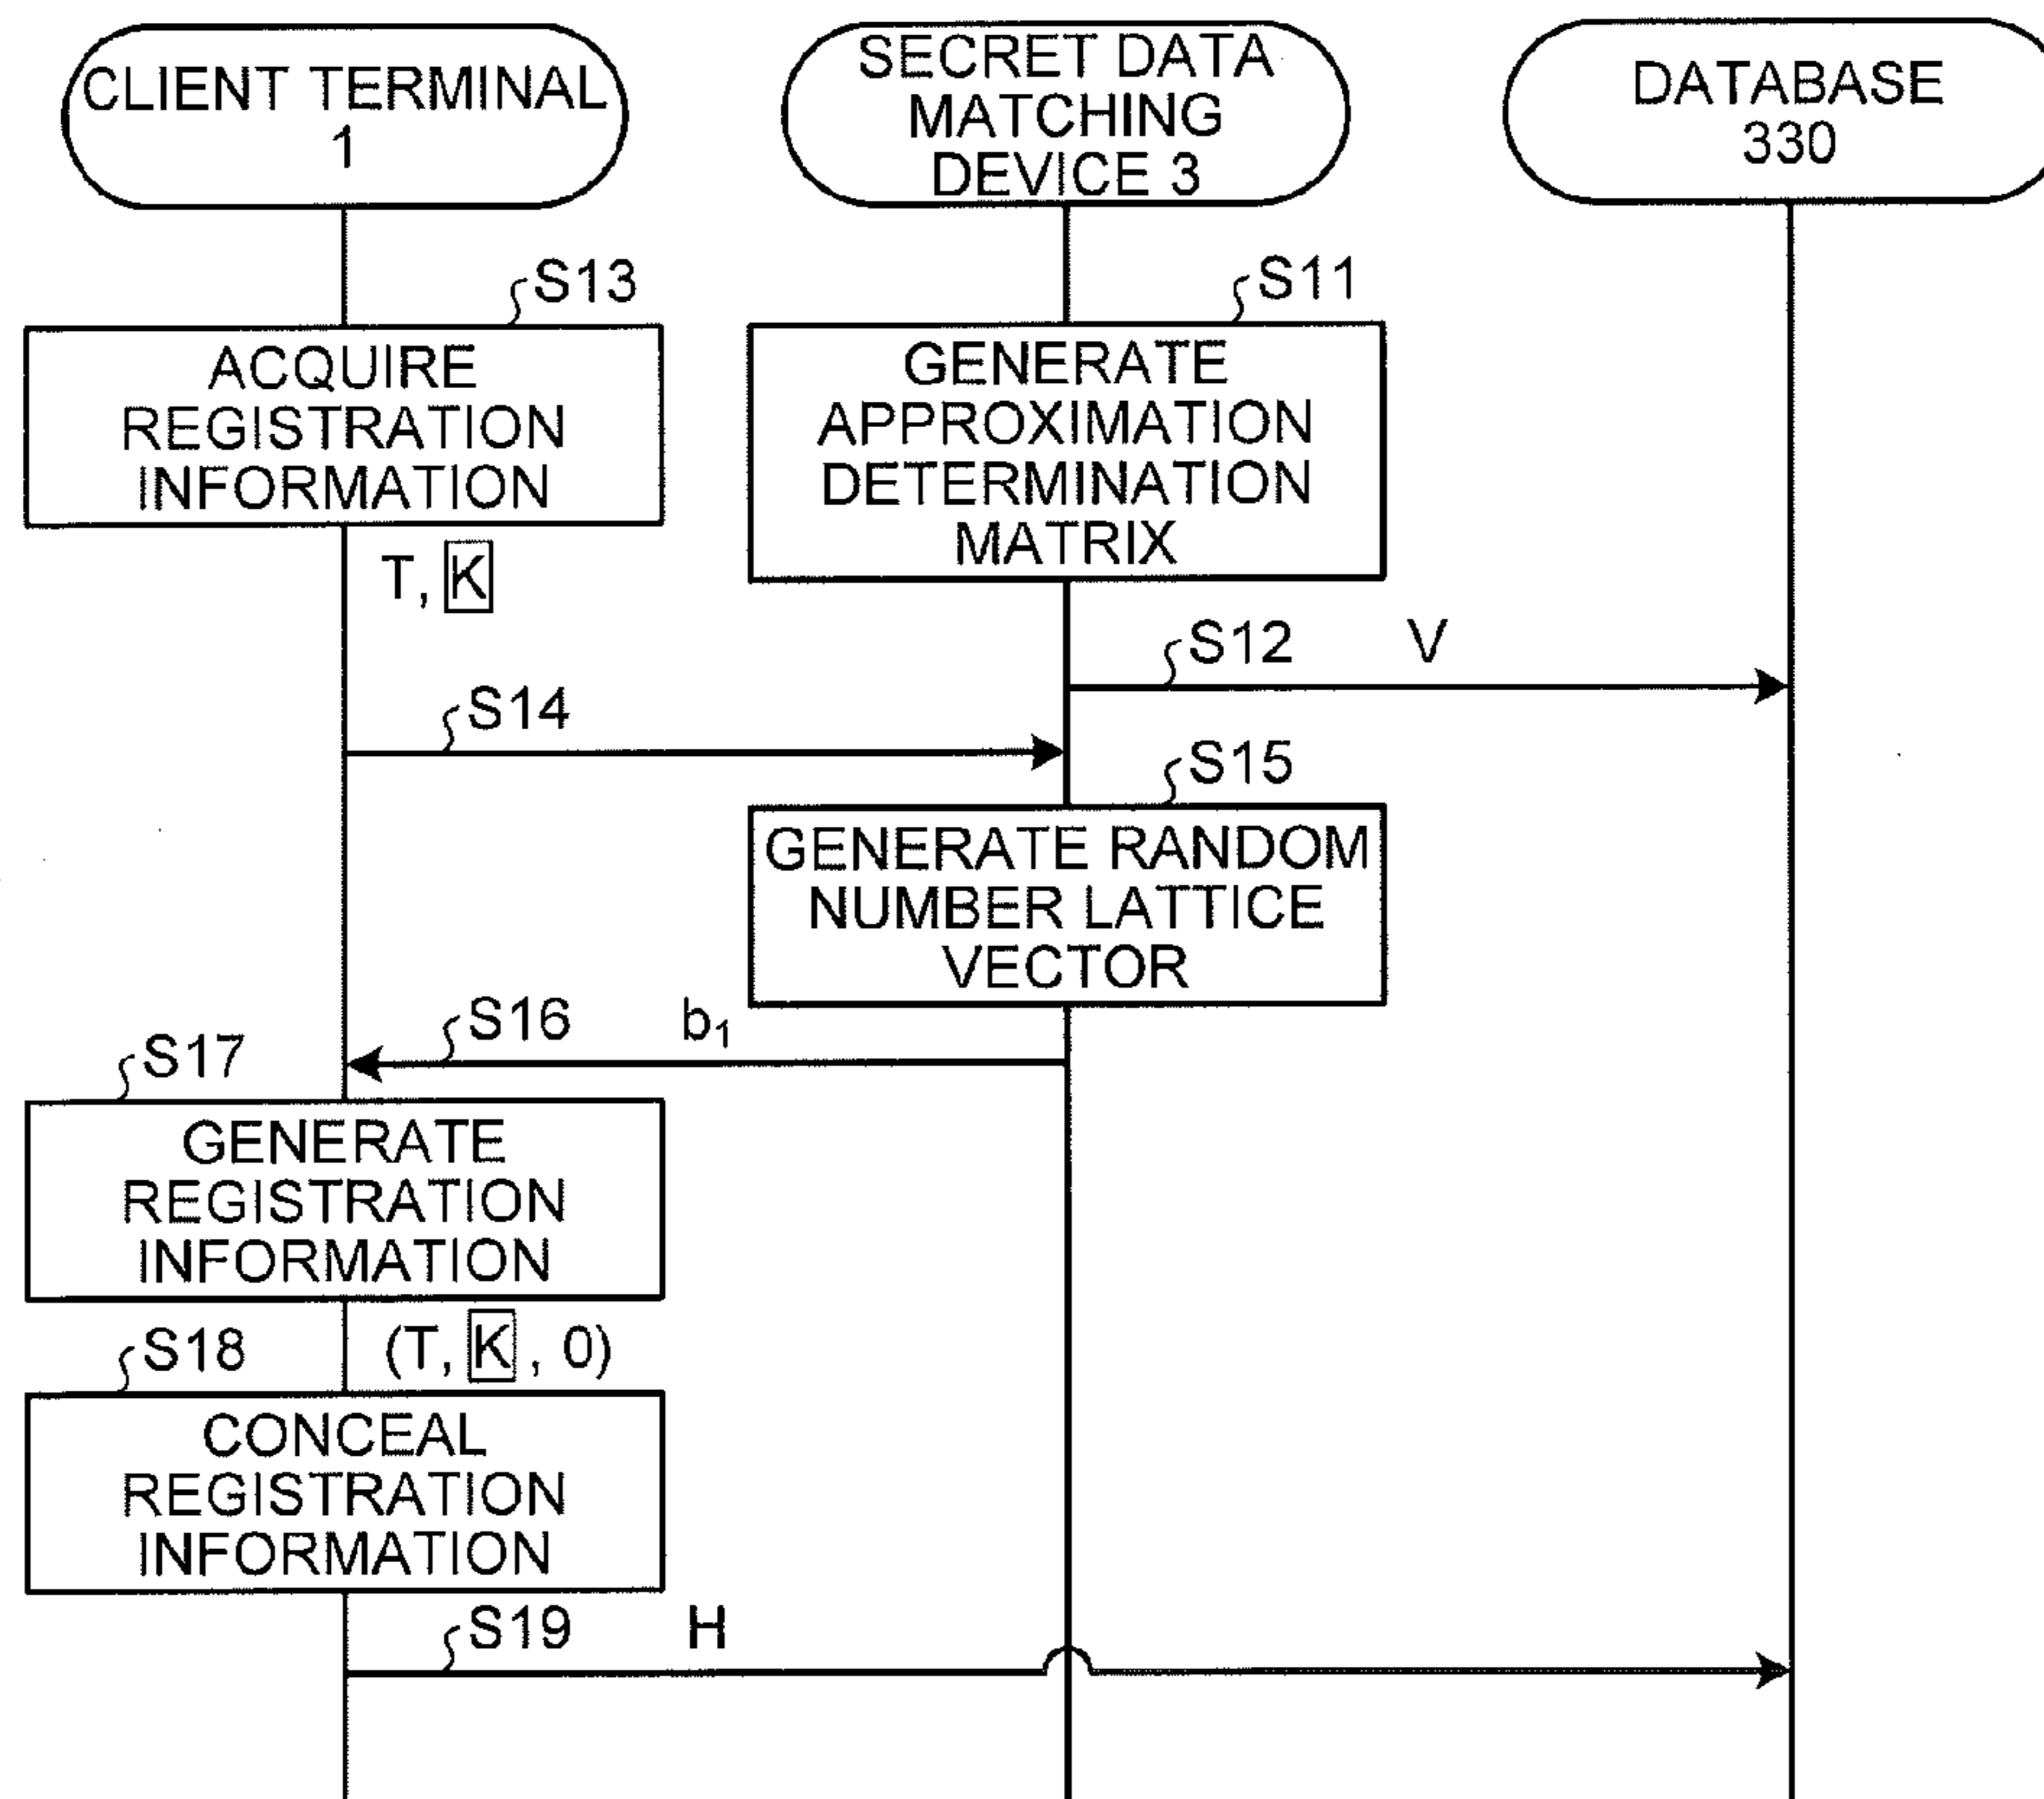 CLIENT TERMINAL
1
SECRET DATA
MATCHING
DEVICE 3
DATABASE
330
S13
ACQUIRE
REGISTRATION
INFORMATION
T, K
S11
GENERATE
APPROXIMATION
DETERMINATION
MATRIX
S12 V
S14
S15
GENERATE RANDOM
NUMBER LATTICE
VECTOR
S16 b₁
S17
GENERATE
REGISTRATION
INFORMATION
(T, K, 0)
S18
CONCEAL
REGISTRATION
INFORMATION
S19 H